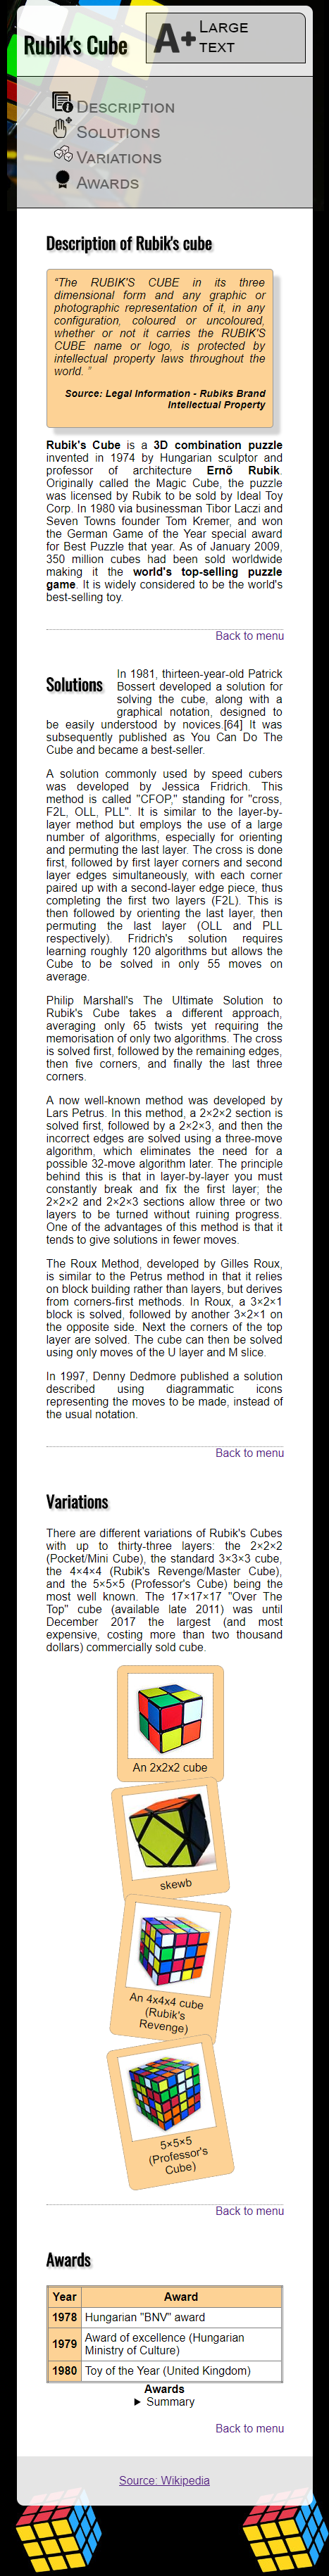 Rubik's Cube
A+ Large
text
Description
Solutions
Variations
Awards
Description of Rubik's cube
“The RUBIK'S CUBE in its three
dimensional form and any graphic or
photographic representation of it, in any
configuration, coloured or uncoloured,
whether or not it carries the RUBIK'S
CUBE name or logo, is protected by
intellectual property laws throughout the
world. ”
Source: Legal Information - Rubiks Brand
Intellectual Property
Rubik's Cube is a 3D combination puzzle
invented in 1974 by Hungarian sculptor and
professor of architecture Ernő Rubik.
Originally called the Magic Cube, the puzzle
was licensed by Rubik to be sold by Ideal Toy
Corp. In 1980 via businessman Tibor Laczi and
Seven Towns founder Tom Kremer, and won
the German Game of the Year special award
for Best Puzzle that year. As of January 2009,
350 million cubes had been sold worldwide
making it the world's top-selling puzzle
game. It is widely considered to be the world's
best-selling toy.
Back to menu
Solutions
In 1981, thirteen-year-old Patrick
Bossert developed a solution for
solving the cube, along with a
graphical notation, designed to
be easily understood by novices.[64] It was
subsequently published as You Can Do The
Cube and became a best-seller.
A solution commonly used by speed cubers
was developed by Jessica Fridrich. This
method is called "CFOP," standing for "cross,
F2L, OLL, PLL". It is similar to the layer-by-
layer method but employs the use of a large
number of algorithms, especially for orienting
and permuting the last layer. The cross is done
first, followed by first layer corners and second
layer edges simultaneously, with each corner
paired up with a second-layer edge piece, thus
completing the first two layers (F2L). This is
then followed by orienting the last layer, then
permuting the last layer (OLL and PLL
respectively). Fridrich's solution requires
learning roughly 120 algorithms but allows the
Cube to be solved in only 55 moves on
average.
Philip Marshall's The Ultimate Solution to
Rubik's Cube takes a different approach,
averaging only 65 twists yet requiring the
memorisation of only two algorithms. The cross
is solved first, followed by the remaining edges,
then five corners, and finally the last three
corners.
A now well-known method was developed by
Lars Petrus. In this method, a 2×2×2 section is
solved first, followed by a 2×2×3, and then the
incorrect edges are solved using a three-move
algorithm, which eliminates the need for a
possible 32-move algorithm later. The principle
behind this is that in layer-by-layer you must
constantly break and fix the first layer; the
2×2×2 and 2×2×3 sections allow three or two
layers to be turned without ruining progress.
One of the advantages of this method is that it
tends to give solutions in fewer moves.
The Roux Method, developed by Gilles Roux,
is similar to the Petrus method in that it relies
on block building rather than layers, but derives
from corners-first methods. In Roux, a 3×2×1
block is solved, followed by another 3×2×1 on
the opposite side. Next the corners of the top
layer are solved. The cube can then be solved
using only moves of the U layer and M slice.
In 1997, Denny Dedmore published a solution
described using diagrammatic icons
representing the moves to be made, instead of
the usual notation.
Back to menu
Variations
There are different variations of Rubik's Cubes
with up to thirty-three layers: the 2×2×2
(Pocket/Mini Cube), the standard 3×3×3 cube,
the 4×4×4 (Rubik's Revenge/Master Cube),
and the 5×5×5 (Professor's Cube) being the
most well known. The 17×17×17 "Over The
Top" cube (available late 2011) was until
December 2017 the largest (and most
expensive, costing more than two thousand
dollars) commercially sold cube.
An 2x2x2 cube
skewb
An 4x4x4 cube
(Rubik's
Revenge)
5×5×5
(Professor's
Cube)
Back to menu
Awards
Year Award
1978 Hungarian "BNV" award
1979 Award of excellence (Hungarian
Ministry of Culture)
1980 Toy of the Year (United Kingdom)
Awards
▶ Summary
Back to menu
Source: Wikipedia